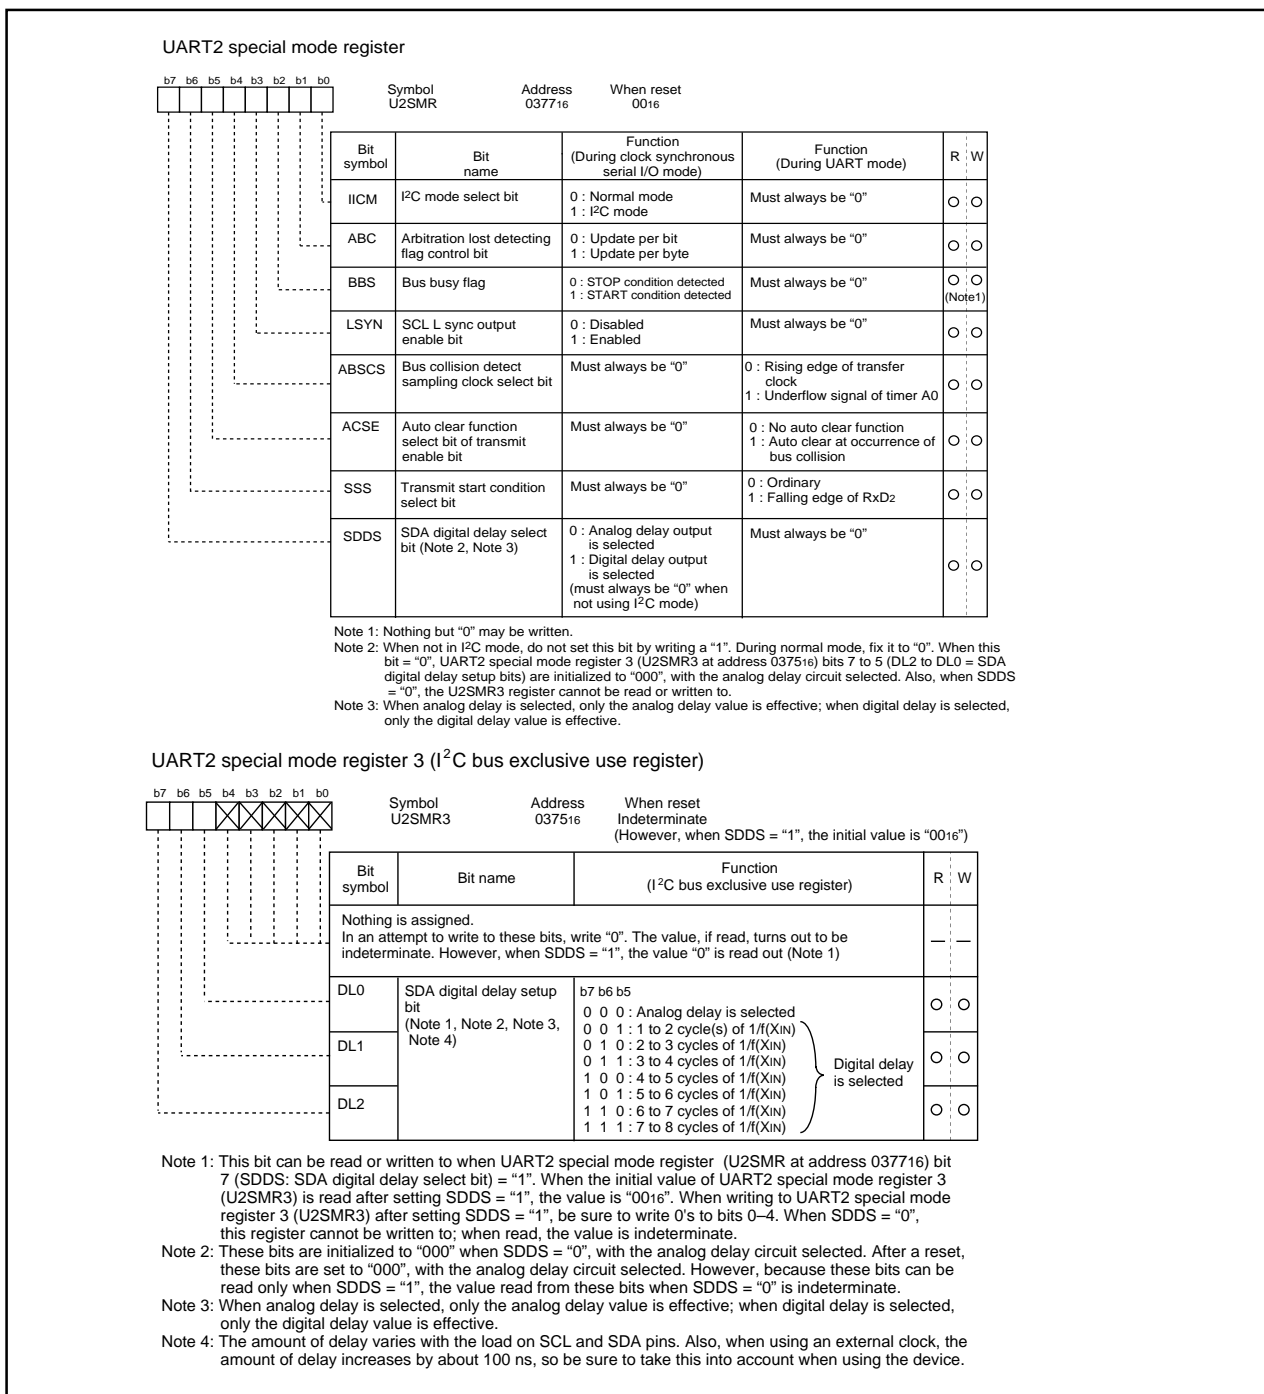 UART2 special mode register
b7 b6 b5 b4 b3 b2 b1 b0
Symbol Address When reset
U2SMR 037716 0016
Bit symbol Bit name Function (During clock synchronous serial I/O mode) Function (During UART mode) R W
IICM I2C mode select bit 0 : Normal mode Must always be “0”
1 : I2C mode
ABC Arbitration lost detecting 0 : Update per bit Must always be “0”
flag control bit 1 : Update per byte
BBS Bus busy flag 0 : STOP condition detected Must always be “0”
1 : START condition detected (Note1)
LSYN SCL L sync output 0 : Disabled Must always be “0”
enable bit 1 : Enabled
ABSCS Bus collision detect Must always be “0” 0 : Rising edge of transfer
sampling clock select bit clock
1 : Underflow signal of timer A0
ACSE Auto clear function Must always be “0” 0 : No auto clear function
select bit of transmit 1 : Auto clear at occurrence of
enable bit bus collision
SSS Transmit start condition Must always be “0” 0 : Ordinary
select bit 1 : Falling edge of RxD2
SDDS SDA digital delay select 0 : Analog delay output Must always be “0”
bit (Note 2, Note 3) is selected
1 : Digital delay output
is selected
(must always be “0” when
not using I2C mode)
Note 1: Nothing but “0” may be written.
Note 2: When not in I2C mode, do not set this bit by writing a “1”. During normal mode, fix it to “0”. When this
bit = “0”, UART2 special mode register 3 (U2SMR3 at address 037516) bits 7 to 5 (DL2 to DL0 = SDA
digital delay setup bits) are initialized to “000”, with the analog delay circuit selected. Also, when SDDS
= “0”, the U2SMR3 register cannot be read or written to.
Note 3: When analog delay is selected, only the analog delay value is effective; when digital delay is selected,
only the digital delay value is effective.
UART2 special mode register 3 (I2C bus exclusive use register)
b7 b6 b5 b4 b3 b2 b1 b0
Symbol Address When reset
U2SMR3 037516 Indeterminate
(However, when SDDS = “1”, the initial value is “0016”)
Bit symbol Bit name Function (I2C bus exclusive use register) R W
Nothing is assigned.
In an attempt to write to these bits, write “0”. The value, if read, turns out to be
indeterminate. However, when SDDS = “1”, the value “0” is read out (Note 1)
— —
DL0 SDA digital delay setup b7 b6 b5
bit 0 0 0 : Analog delay is selected
(Note 1, Note 2, Note 3, 0 0 1 : 1 to 2 cycle(s) of 1/f(XIN)
Note 4) 0 1 0 : 2 to 3 cycles of 1/f(XIN)
DL1 0 1 1 : 3 to 4 cycles of 1/f(XIN) Digital delay
1 0 0 : 4 to 5 cycles of 1/f(XIN) is selected
1 0 1 : 5 to 6 cycles of 1/f(XIN)
DL2 1 1 0 : 6 to 7 cycles of 1/f(XIN)
1 1 1 : 7 to 8 cycles of 1/f(XIN)
Note 1: This bit can be read or written to when UART2 special mode register (U2SMR at address 037716) bit
7 (SDDS: SDA digital delay select bit) = “1”. When the initial value of UART2 special mode register 3
(U2SMR3) is read after setting SDDS = “1”, the value is “0016”. When writing to UART2 special mode
register 3 (U2SMR3) after setting SDDS = “1”, be sure to write 0's to bits 0–4. When SDDS = “0”,
this register cannot be written to; when read, the value is indeterminate.
Note 2: These bits are initialized to “000” when SDDS = “0”, with the analog delay circuit selected. After a reset,
these bits are set to “000”, with the analog delay circuit selected. However, because these bits can be
read only when SDDS = “1”, the value read from these bits when SDDS = “0” is indeterminate.
Note 3: When analog delay is selected, only the analog delay value is effective; when digital delay is selected,
only the digital delay value is effective.
Note 4: The amount of delay varies with the load on SCL and SDA pins. Also, when using an external clock, the
amount of delay increases by about 100 ns, so be sure to take this into account when using the device.